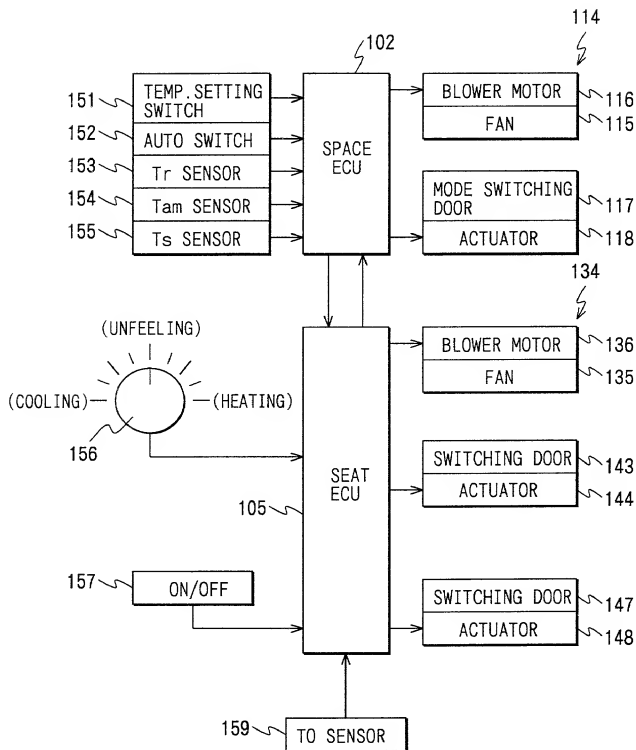 102
114
151
TEMP.SETTING
SWITCH
152
AUTO SWITCH
153
Tr SENSOR
154
Tam SENSOR
155
Ts SENSOR
SPACE
ECU
BLOWER MOTOR
116
FAN
115
MODE SWITCHING
DOOR
117
ACTUATOR
118
134
(UNFEELING)
(COOLING)
(HEATING)
156
BLOWER MOTOR
136
FAN
135
SEAT
ECU
105
SWITCHING DOOR
143
ACTUATOR
144
157
ON/OFF
SWITCHING DOOR
147
ACTUATOR
148
159
TO SENSOR